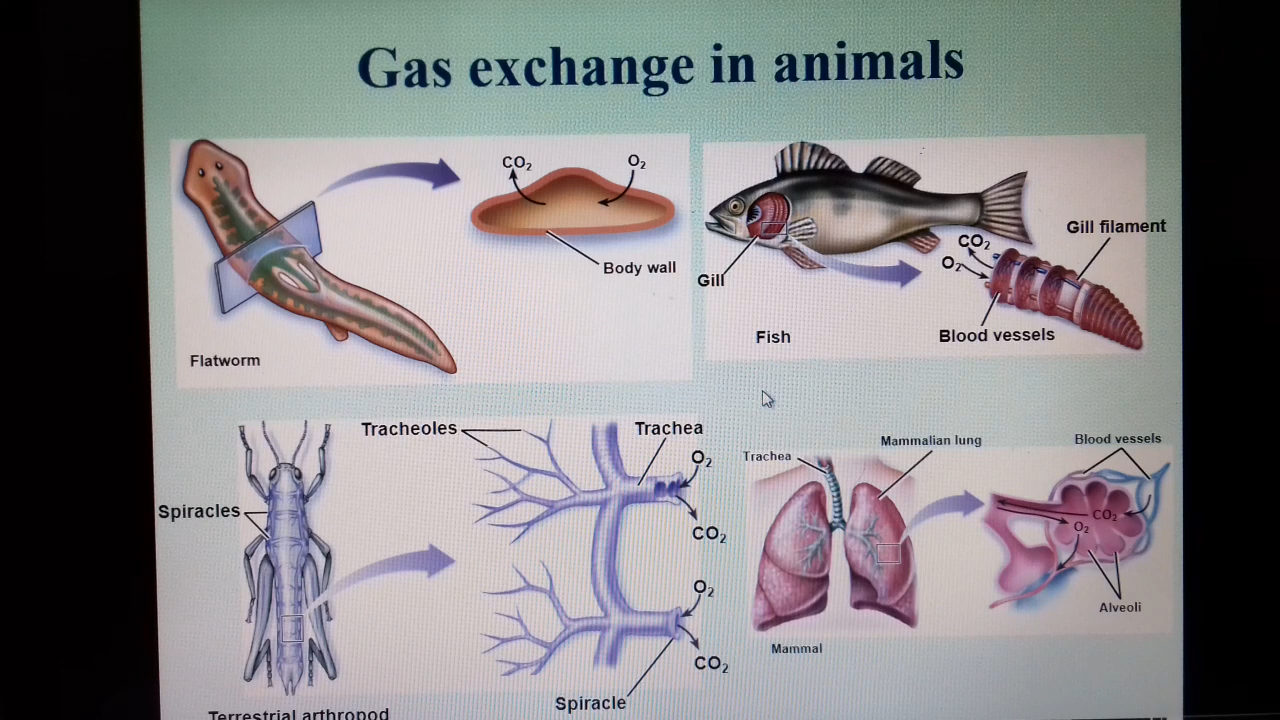 Gas exchange in animals
CO₂
O₂
Body wall
Flatworm
Gill
Fish
CO₂
O₂
Gill filament
Blood vessels
Tracheoles
Trachea
Spiracles
O₂
CO₂
O₂
CO₂
Spiracle
Terrestrial arthropod
Trachea
Mammalian lung
Blood vessels
CO₂
O₂
Alveoli
Mammal